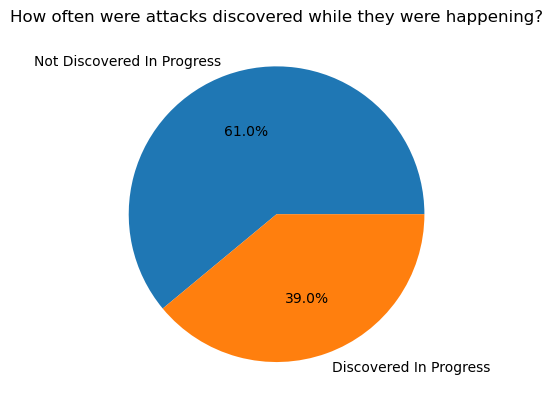 How often were attacks discovered while they were happening?
Not Discovered In Progress
61.0%
39.0%
Discovered In Progress